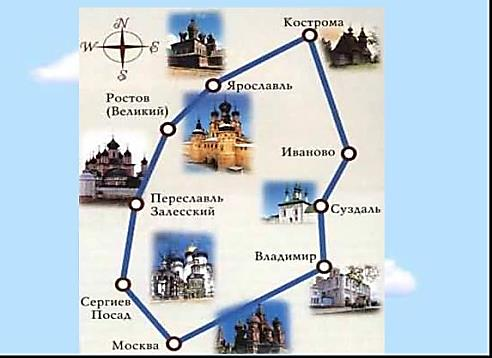 Кострома
N
W E
S
Ярославль
Ростов
(Великий)
Иваново
Переславль
Залесский
Суздаль
Владимир
Сергиев
Посад
Москва